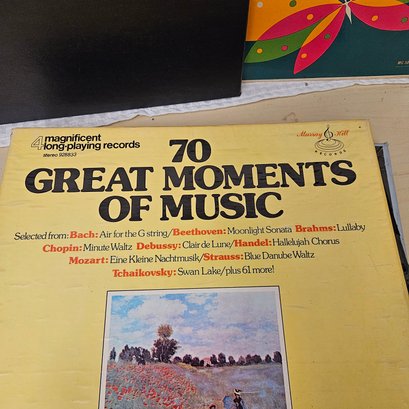 4 magnificent
long-playing records
Stereo 928833
Murray Hill
RECORDS
70
GREAT MOMENTS
OF MUSIC
Selected from: Bach: Air for the G string/Beethoven: Moonlight Sonata Brahms: Lullaby
Chopin: Minute Waltz Debussy: Clair de Lune/Handel: Hallelujah Chorus
Mozart: Eine Kleine Nachtmusik/Strauss: Blue Danube Waltz
Tchaikovsky: Swan Lake/plus 61 more!